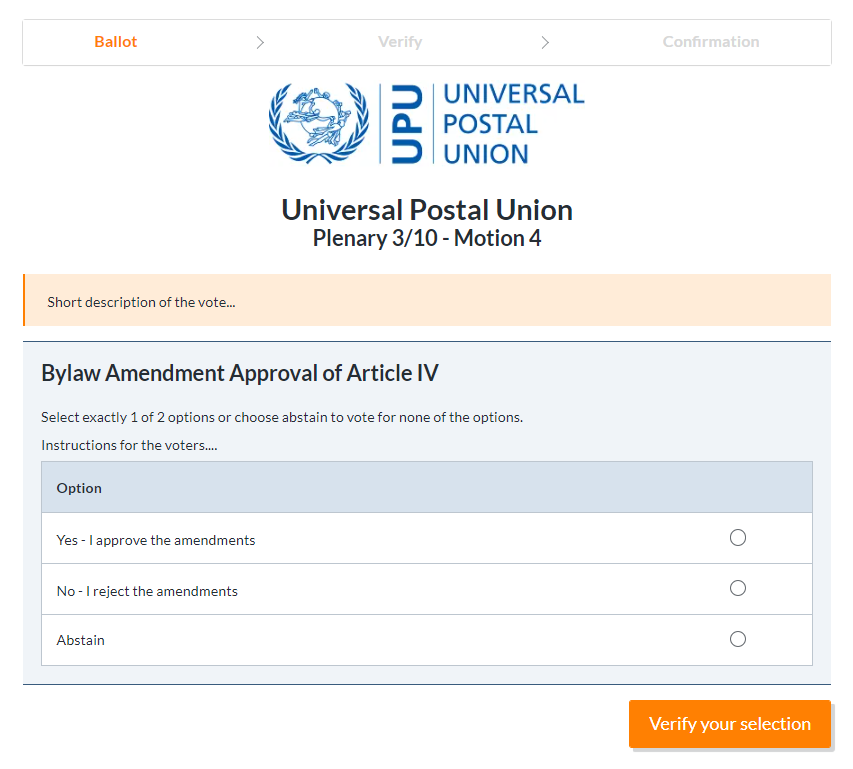 Ballot Verify Confirmation
UPU
UNIVERSAL
POSTAL
UNION
Universal Postal Union
Plenary 3/10 - Motion 4
Short description of the vote...
Bylaw Amendment Approval of Article IV
Select exactly 1 of 2 options or choose abstain to vote for none of the options.
Instructions for the voters....
Option
Yes - I approve the amendments
No - I reject the amendments
Abstain
Verify your selection